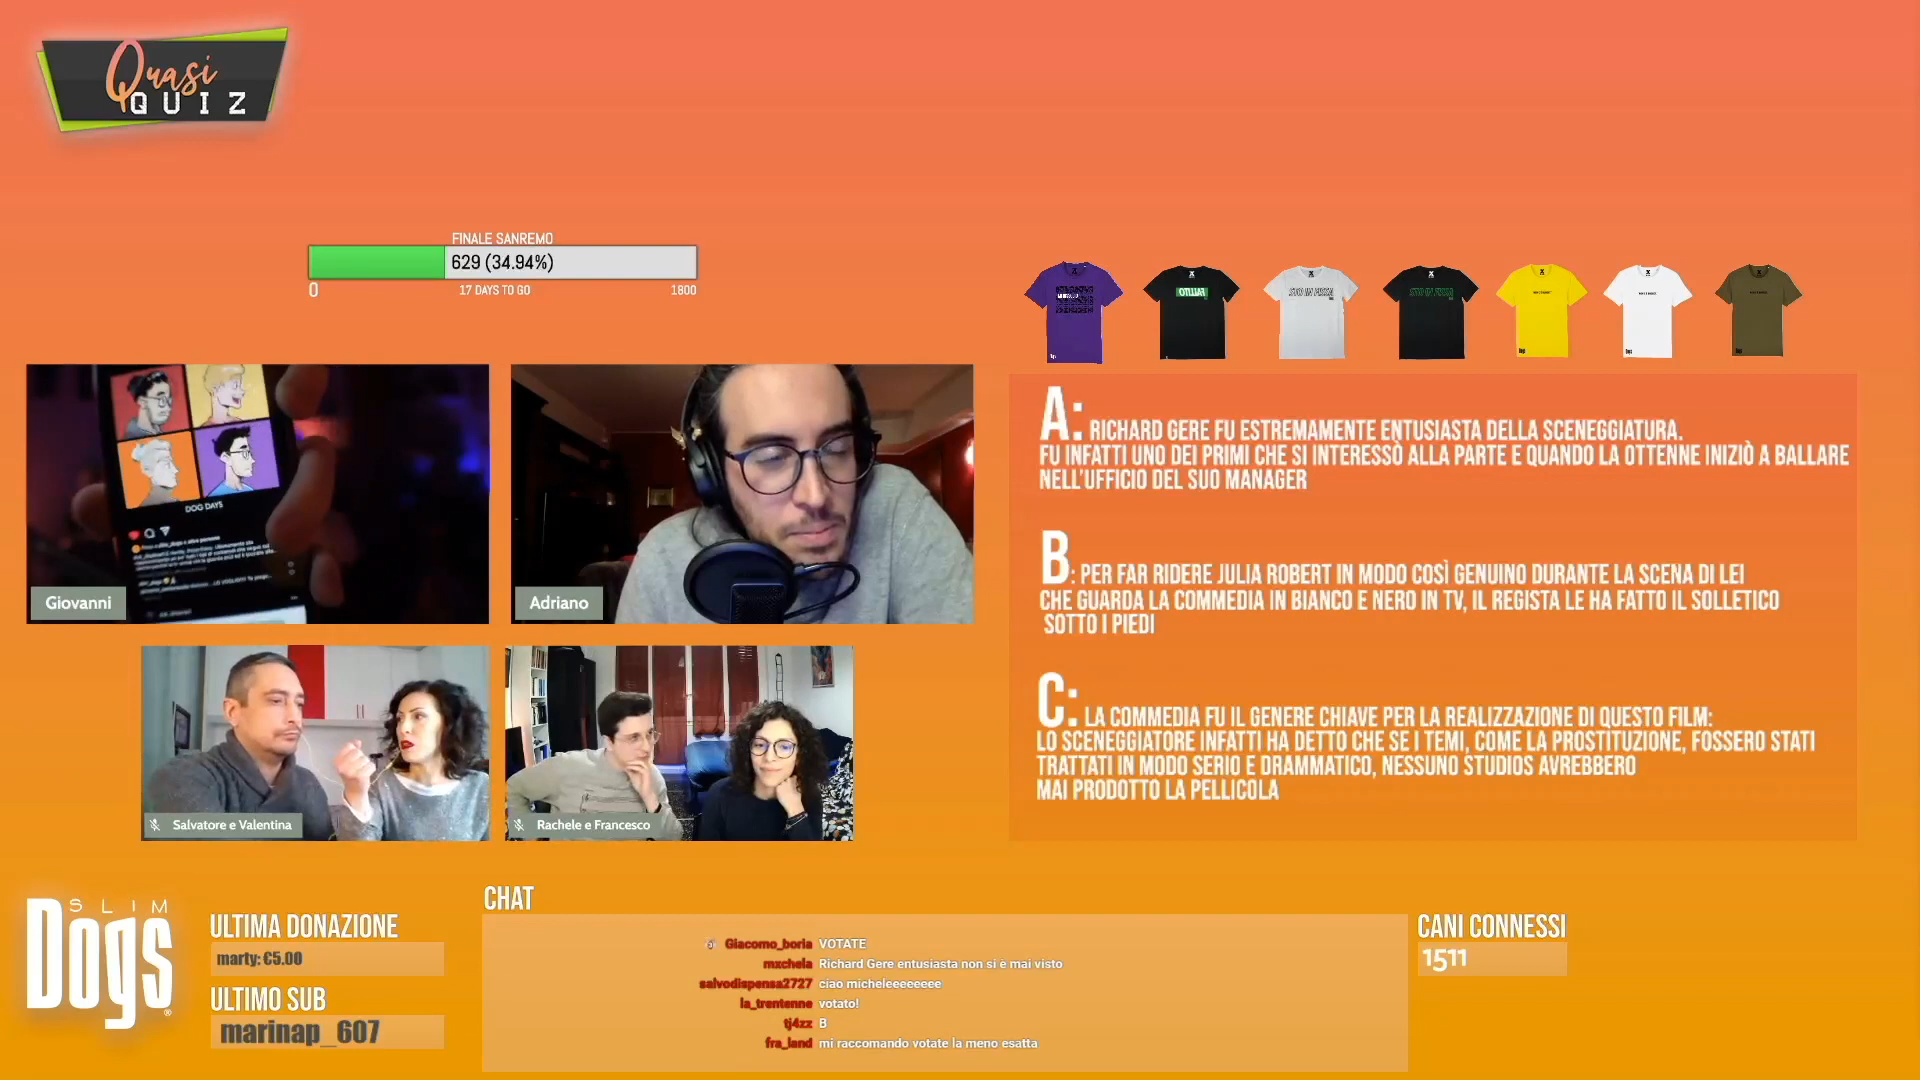 Quasi
QUIZ
FINALE SANREMO
629 (34.94%)
0
17 DAYS TO GO
1800
DOG DAYS
Giovanni
Adriano
Salvatore e Valentina
Rachele e Francesco
A: RICHARD GERE FU ESTREMAMENTE ENTUSIASTA DELLA SCENEGGIATURA.
FU INFATTI UNO DEI PRIMI CHE SI INTERESSÒ ALLA PARTE E QUANDO LA OTTENNE INIZIÒ A BALLARE
NELL'UFFICIO DEL SUO MANAGER
B: PER FAR RIDERE JULIA ROBERT IN MODO COSÌ GENUINO DURANTE LA SCENA DI LEI
CHE GUARDA LA COMMEDIA IN BIANCO E NERO IN TV, IL REGISTA LE HA FATTO IL SOLLETICO
SOTTO I PIEDI
C: LA COMMEDIA FU IL GENERE CHIAVE PER LA REALIZZAZIONE DI QUESTO FILM:
LO SCENEGGIATORE INFATTI HA DETTO CHE SE I TEMI, COME LA PROSTITUZIONE, FOSSERO STATI
TRATTATI IN MODO SERIO E DRAMMATICO, NESSUNO STUDIOS AVREBBERO
MAI PRODOTTO LA PELLICOLA
SLIM
Dogs®
ULTIMA DONAZIONE
marty: €5.00
ULTIMO SUB
marinap_607
CHAT
Giacomo_boria VOTATE
mxchela Richard Gere entusiasta non si è mai visto
salvodispensa2727 ciao micheleeeeeeee
la_trentenne votato!
tj4zz B
fra_land mi raccomando votate la meno esatta
CANI CONNESSI
1511